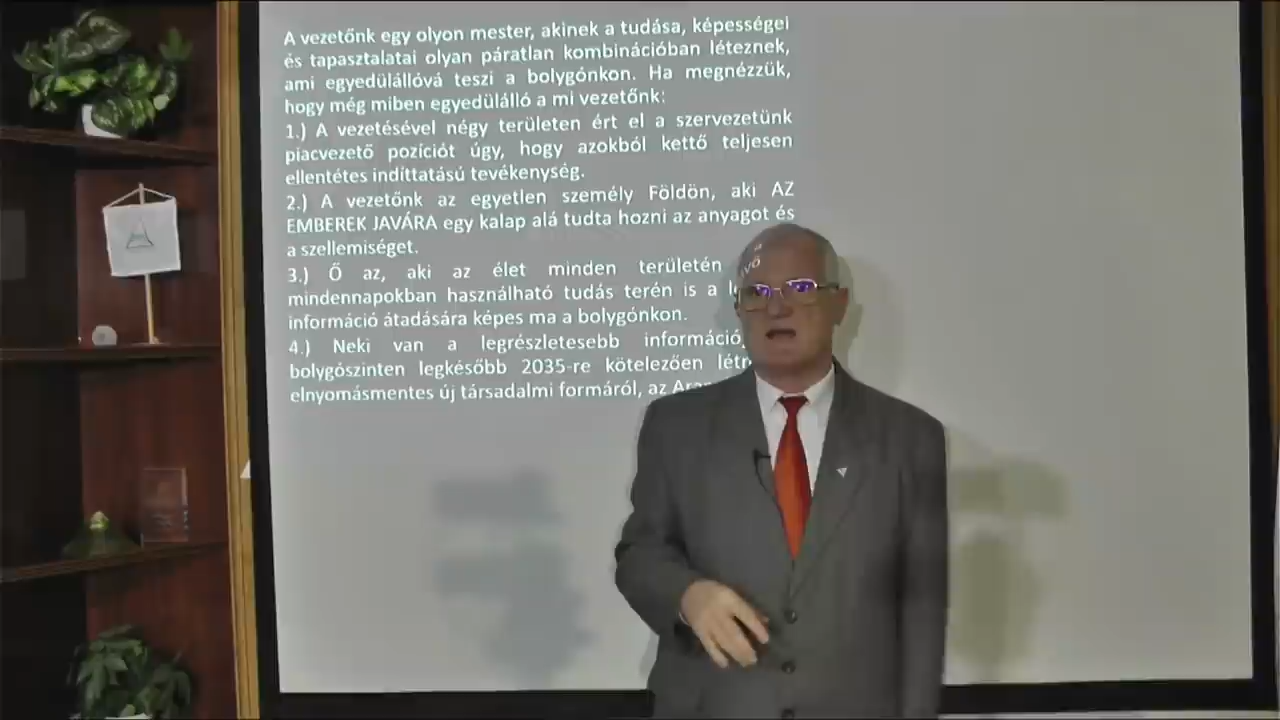 A vezetőnk egy olyon mester, akinek a tudása, képességei
és tapasztalatai olyan páratlan kombinációban léteznek,
ami egyedülállóvá teszi a bolygónkon. Ha megnézzük,
hogy még miben egyedülálló a mi vezetőnk:
1.) A vezetésével négy területen ért el a szervezetünk
piacvezető pozíciót úgy, hogy azokból kettő teljesen
ellentétes indíttatású tevékenység.
2.) A vezetőnk az egyetlen személy Földön, aki AZ
EMBEREK JAVÁRA egy kalap alá tudta hozni az anyagot és
a szellemiséget.
3.) Ő az, aki az élet minden területén a
mindennapokban használható tudás terén is a
információ átadására képes ma a bolygónkon.
4.) Neki van a legrészletesebb
bolygószinten legkésőbb 2035-re kötelezően
elnyomásmentes új társadalmi formáról, az